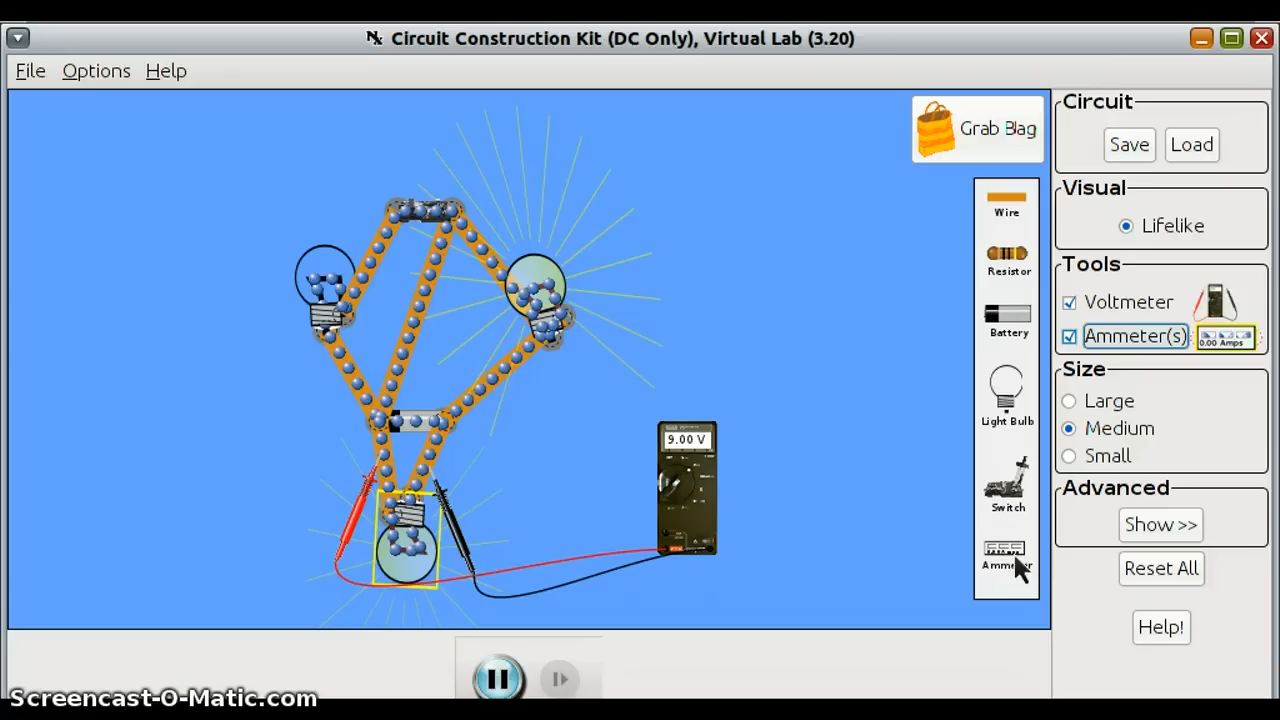 Circuit Construction Kit (DC Only), Virtual Lab (3.20)
File Options Help
Grab Bag
Wire
Resistor
Battery
Light Bulb
Switch
9.00 V
Circuit
Save Load
Visual
Lifelike
Tools
Voltmeter
Ammeter(s)
0.00 Amps
Size
Large
Medium
Small
Advanced
Show >>
Reset All
Help!
Screencast-O-Matic.com